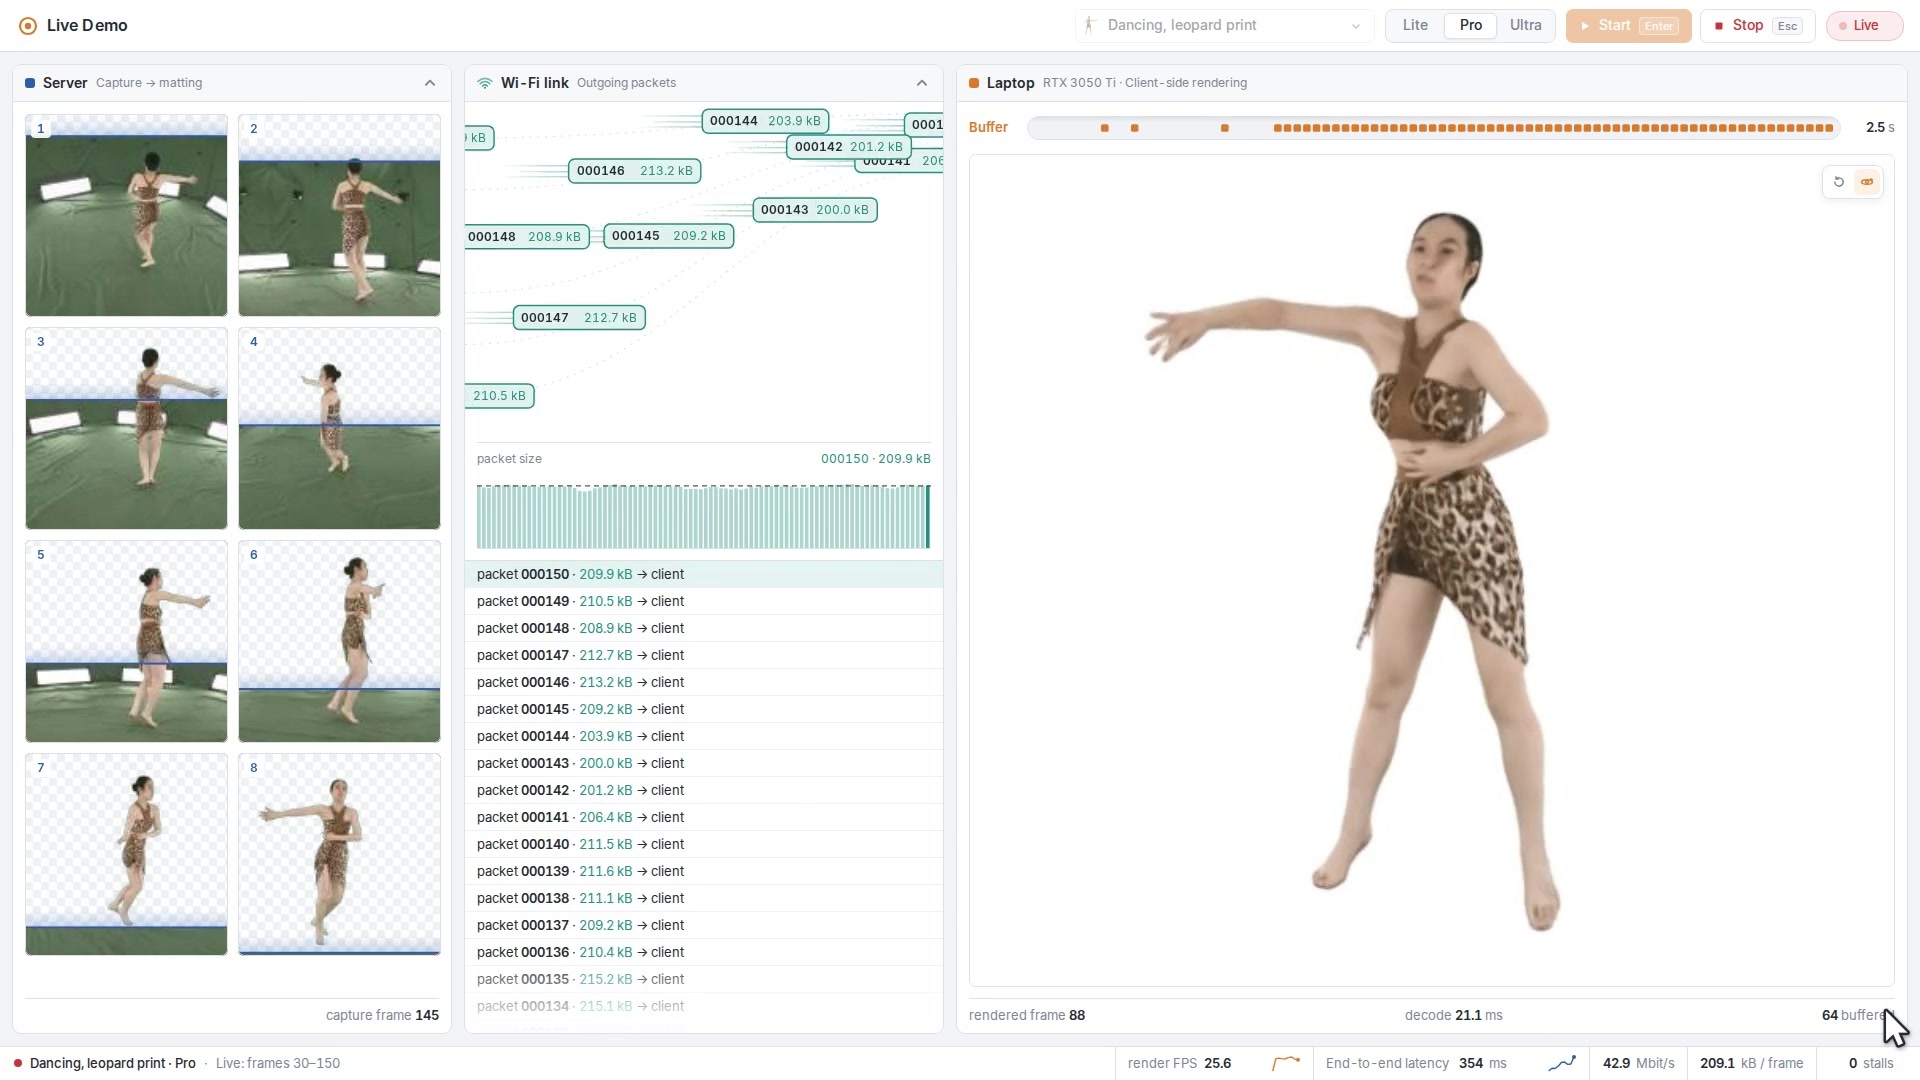 Live Demo
Dancing, leopard print
Lite Pro Ultra
Start Enter
Stop Esc
Live
Server Capture → matting
1 2
3 4
5 6
7 8
capture frame 145
Wi-Fi link Outgoing packets
000144 203.9 kB
kB
000142 201.2 kB
000141
000146 213.2 kB
000143 200.0 kB
000148 208.9 kB
000145 209.2 kB
000147 212.7 kB
210.5 kB
packet size 000150 · 209.9 kB
packet 000150 · 209.9 kB → client
packet 000149 · 210.5 kB → client
packet 000148 · 208.9 kB → client
packet 000147 · 212.7 kB → client
packet 000146 · 213.2 kB → client
packet 000145 · 209.2 kB → client
packet 000144 · 203.9 kB → client
packet 000143 · 200.0 kB → client
packet 000142 · 201.2 kB → client
packet 000141 · 206.4 kB → client
packet 000140 · 211.5 kB → client
packet 000139 · 211.6 kB → client
packet 000138 · 211.1 kB → client
packet 000137 · 209.2 kB → client
packet 000136 · 210.4 kB → client
packet 000135 · 215.2 kB → client
packet 000134 · 215.1 kB → client
Laptop RTX 3050 Ti · Client-side rendering
Buffer 2.5 s
rendered frame 88
decode 21.1 ms
64 buffered
Dancing, leopard print · Pro · Live: frames 30–150
render FPS 25.6
End-to-end latency 354 ms
42.9 Mbit/s
209.1 kB / frame
0 stalls